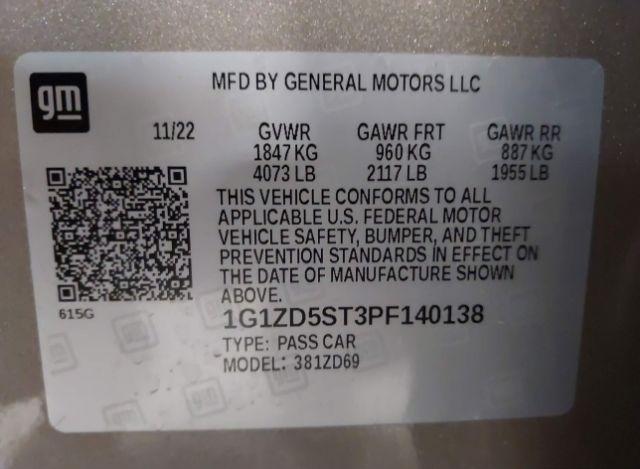 gm
MFD BY GENERAL MOTORS LLC
11/22 GVWR GAWR FRT GAWR RR
1847 KG 960 KG 887 KG
4073 LB 2117 LB 1955 LB
THIS VEHICLE CONFORMS TO ALL
APPLICABLE U.S. FEDERAL MOTOR
VEHICLE SAFETY, BUMPER, AND THEFT
PREVENTION STANDARDS IN EFFECT ON
THE DATE OF MANUFACTURE SHOWN
ABOVE.
615G
1G1ZD5ST3PF140138
TYPE: PASS CAR
MODEL: 381ZD69